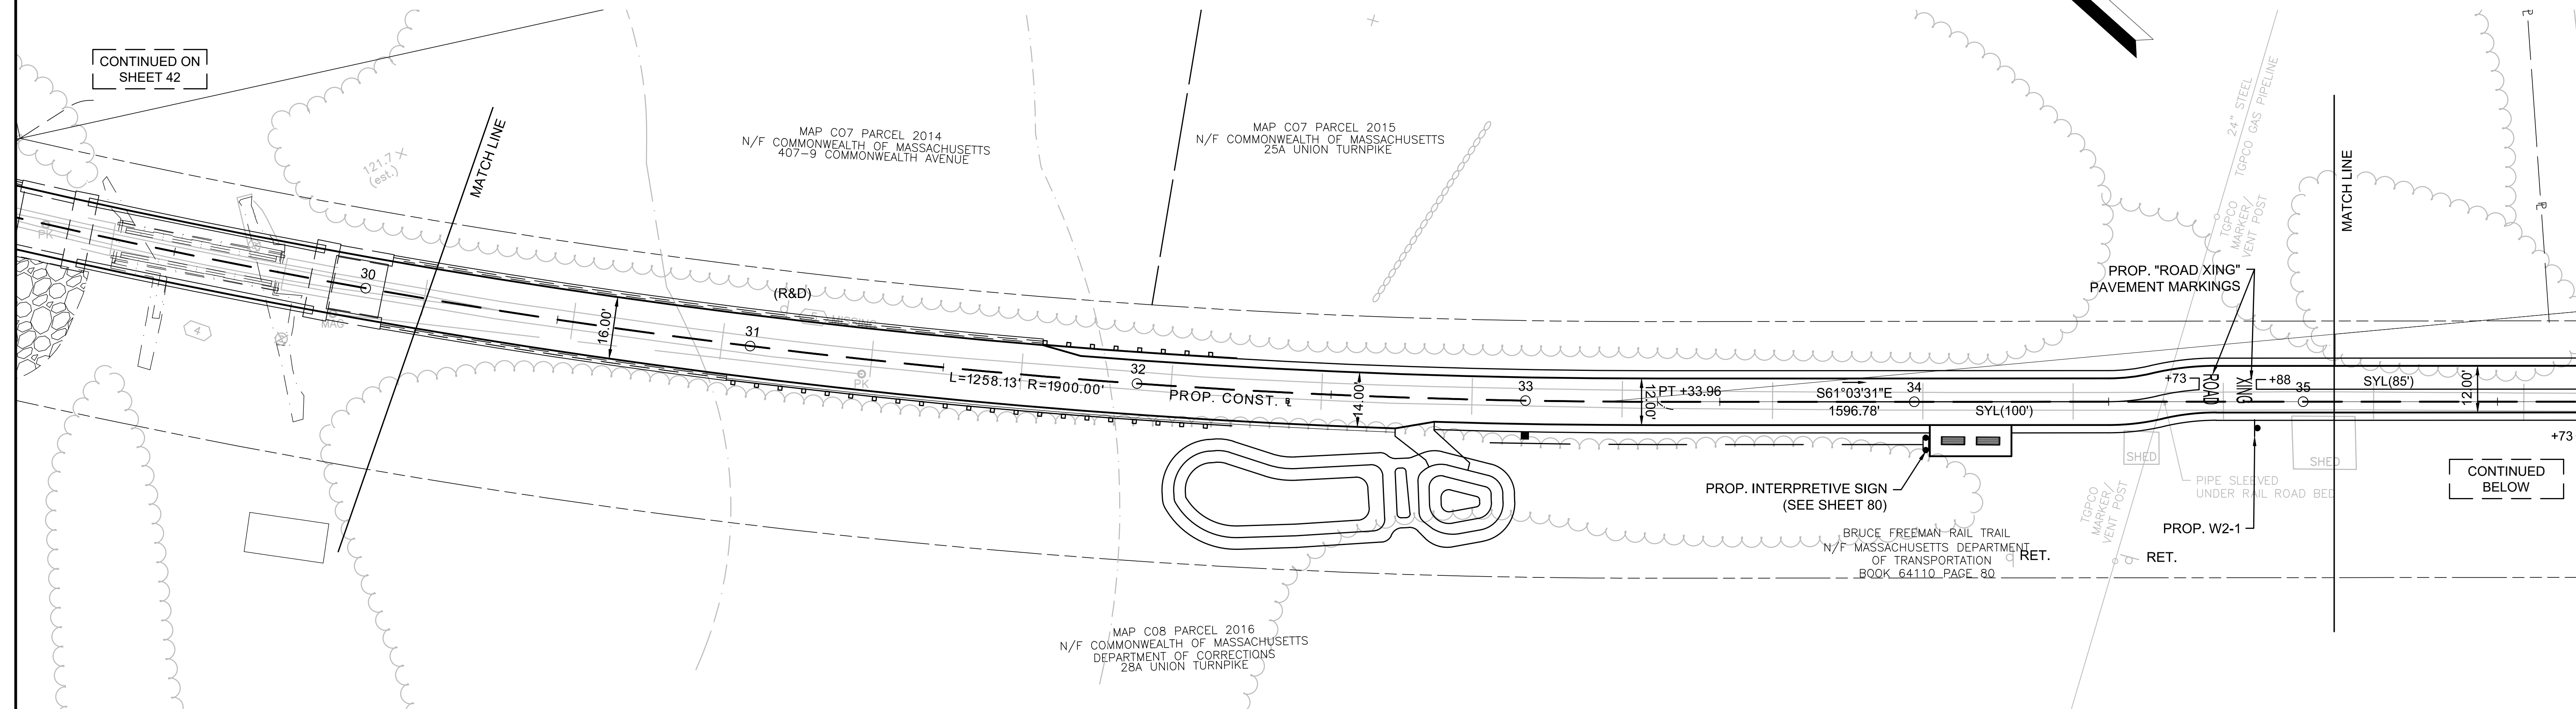 CONTINUED ON
SHEET 42
MATCH LINE
121.7
(est.)
MAP C07 PARCEL 2014
N/F COMMONWEALTH OF MASSACHUSETTS
407-9 COMMONWEALTH AVENUE
MAP C07 PARCEL 2015
N/F COMMONWEALTH OF MASSACHUSETTS
25A UNION TURNPIKE
24" STEEL
TGPCO GAS PIPELINE
TGPCO
MARKER/
VENT POST
MATCH LINE
PROP. "ROAD XING"
PAVEMENT MARKINGS
PK
30
MAG
4
16.00'
(R&D)
MISSING
31
PK
L=1258.13' R=1900.00'
32
PROP. CONST. ℄
14.00'
33
12.00'
PT +33.96
S61°03'31"E
1596.78'
34
SYL(100')
+73
ROAD
XING
+88
35
SYL(85')
12.00'
+73
SHED
SHED
PIPE SLEEVED
UNDER RAIL ROAD BED
CONTINUED
BELOW
PROP. INTERPRETIVE SIGN
(SEE SHEET 80)
TGPCO
MARKER/
VENT POST
PROP. W2-1
BRUCE FREEMAN RAIL TRAIL
N/F MASSACHUSETTS DEPARTMENT
OF TRANSPORTATION
BOOK 64110 PAGE 80
RET.
RET.
MAP C08 PARCEL 2016
N/F COMMONWEALTH OF MASSACHUSETTS
DEPARTMENT OF CORRECTIONS
28A UNION TURNPIKE